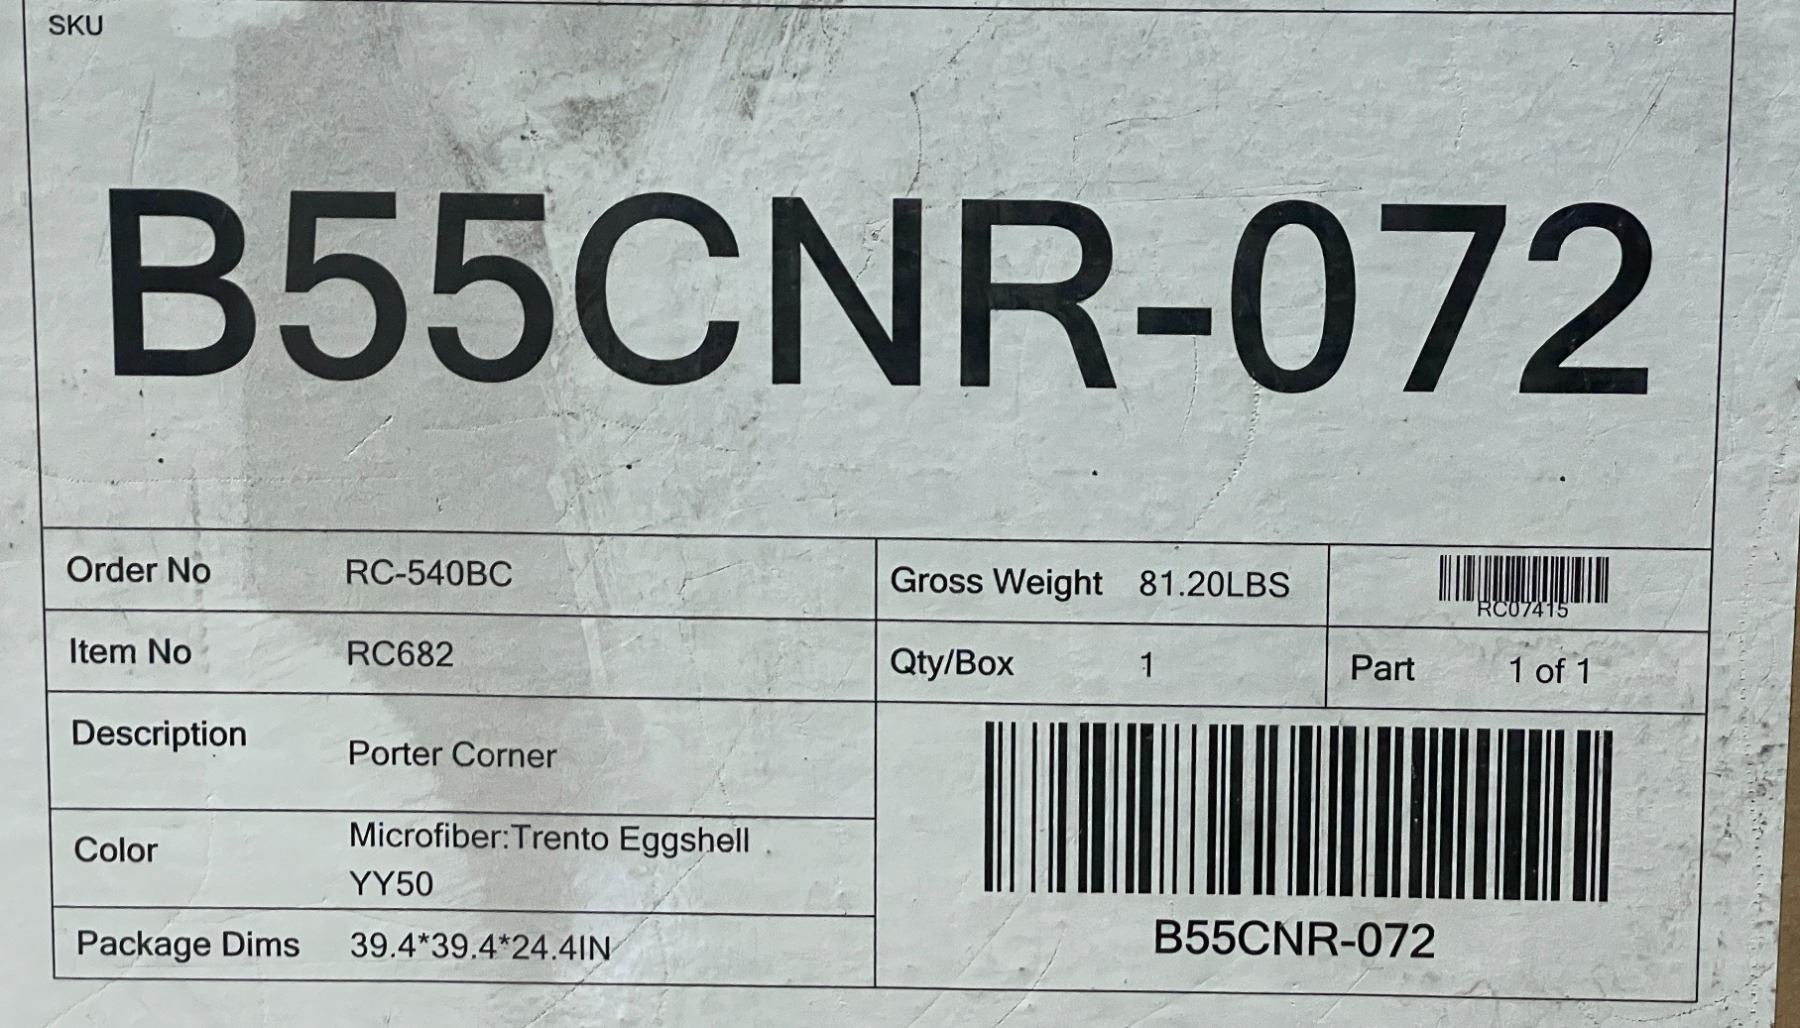 SKU
B55CNR-072
Order No RC-540BC
Gross Weight 81.20LBS
RC07415
Item No RC682
Qty/Box 1
Part 1 of 1
Description Porter Corner
Color Microfiber:Trento Eggshell
YY50
Package Dims 39.4*39.4*24.4IN
B55CNR-072